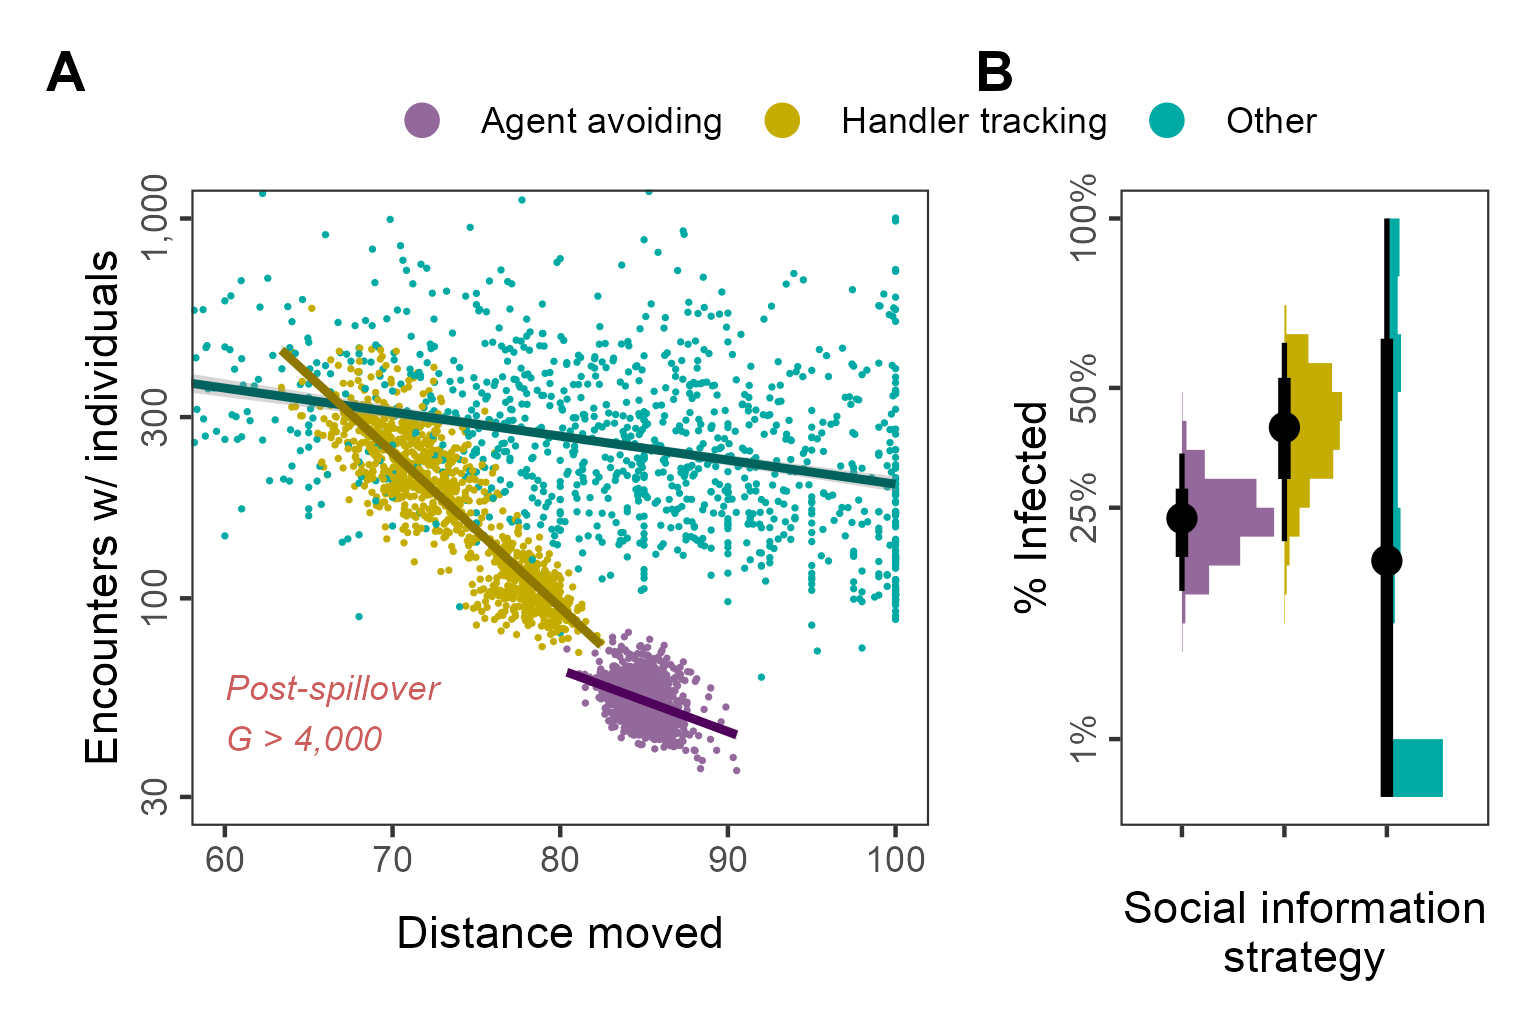 A
B
Agent avoiding
Handler tracking
Other
Encounters w/ individuals
1,000
300
100
30
Post-spillover
G > 4,000
60
70
80
90
100
Distance moved
% Infected
100%
50%
25%
1%
Social information
strategy